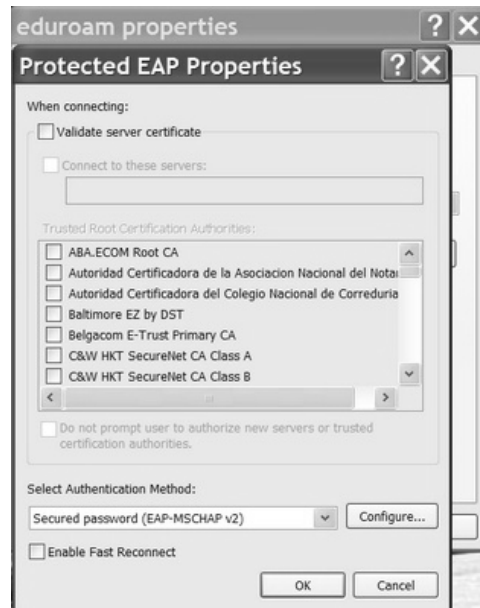 eduroam properties
Protected EAP Properties
When connecting:
Validate server certificate
Connect to these servers:
Trusted Root Certification Authorities:
ABA.ECOM Root CA
Autoridad Certificadora de la Asociacion Nacional del Notar
Autoridad Certificadora del Colegio Nacional de Correduria
Baltimore EZ by DST
Belgacom E-Trust Primary CA
C&W HKT SecureNet CA Class A
C&W HKT SecureNet CA Class B
Do not prompt user to authorize new servers or trusted
certification authorities.
Select Authentication Method:
Secured password (EAP-MSCHAP v2)
Configure...
Enable Fast Reconnect
OK
Cancel